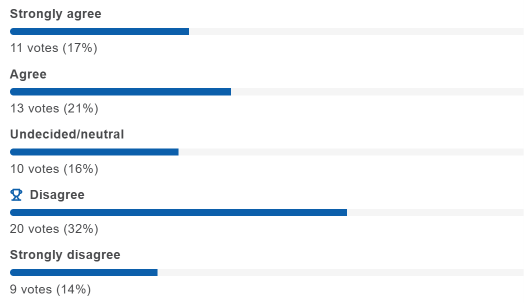 Strongly agree
11 votes (17%)
Agree
13 votes (21%)
Undecided/neutral
10 votes (16%)
Disagree
20 votes (32%)
Strongly disagree
9 votes (14%)